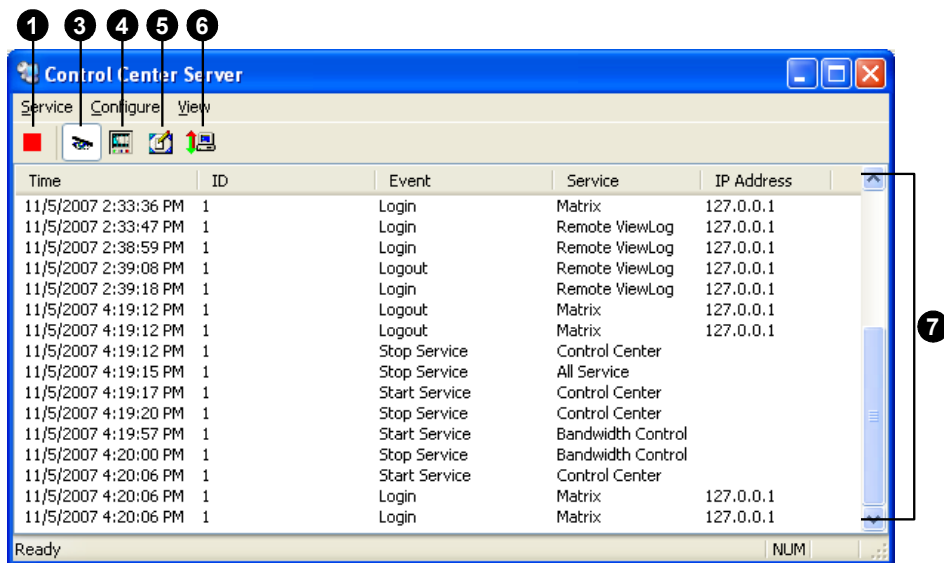 1 3 4 5 6
Control Center Server
Service Configure View
Time ID Event Service IP Address
11/5/2007 2:33:36 PM 1 Login Matrix 127.0.0.1
11/5/2007 2:33:47 PM 1 Login Remote ViewLog 127.0.0.1
11/5/2007 2:38:59 PM 1 Login Remote ViewLog 127.0.0.1
11/5/2007 2:39:08 PM 1 Logout Remote ViewLog 127.0.0.1
11/5/2007 2:39:18 PM 1 Login Remote ViewLog 127.0.0.1
11/5/2007 4:19:12 PM 1 Logout Matrix 127.0.0.1
11/5/2007 4:19:12 PM 1 Logout Matrix 127.0.0.1
11/5/2007 4:19:12 PM 1 Stop Service Control Center
11/5/2007 4:19:15 PM 1 Stop Service All Service
11/5/2007 4:19:17 PM 1 Start Service Control Center
11/5/2007 4:19:20 PM 1 Stop Service Control Center
11/5/2007 4:19:57 PM 1 Start Service Bandwidth Control
11/5/2007 4:20:00 PM 1 Stop Service Bandwidth Control
11/5/2007 4:20:06 PM 1 Start Service Control Center
11/5/2007 4:20:06 PM 1 Login Matrix 127.0.0.1
11/5/2007 4:20:06 PM 1 Login Matrix 127.0.0.1
7
Ready NUM